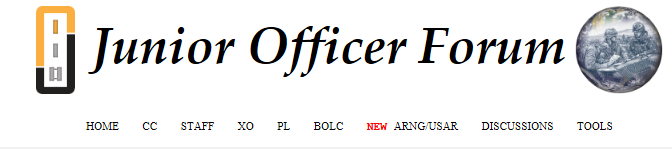 Junior Officer Forum
HOME CC STAFF XO PL BOLC NEW ARNG/USAR DISCUSSIONS TOOLS